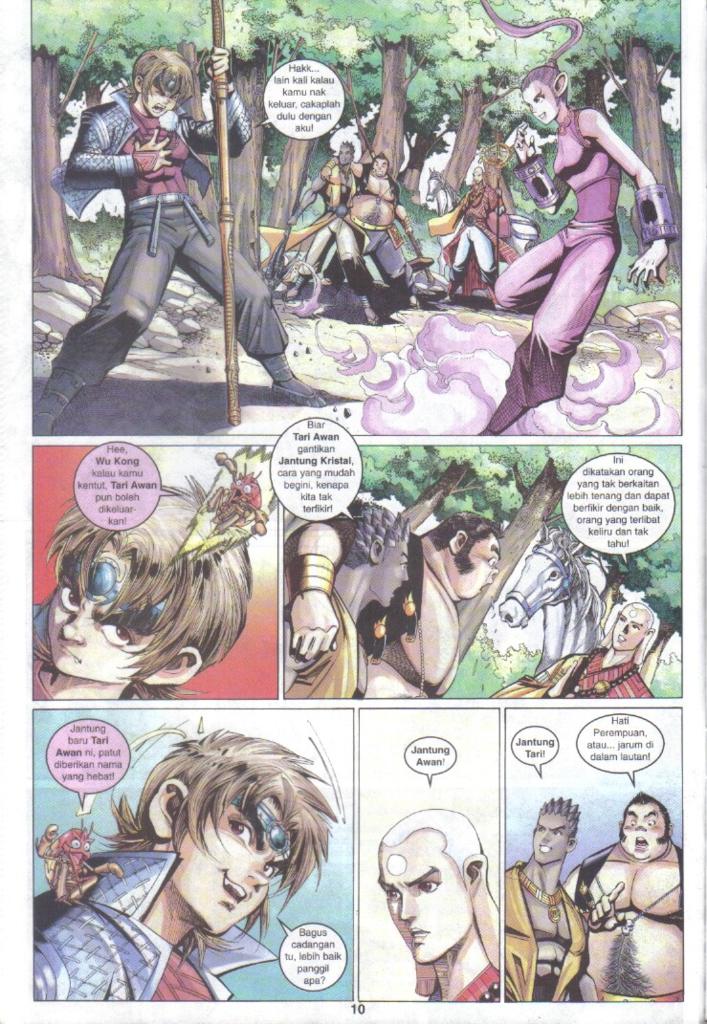 Hakk...
lain kali kalau
kamu nak
keluar, cakaplah
dulu dengan
aku!
Hee,
Wu Kong
kalau kamu
kentut, Tari Awan
pun boleh
dikeluar-
kan!
Biar
Tari Awan
gantikan
Jantung Kristal,
cara yang mudah
begini, kenapa
kita tak
terfikir!
Ini
dikatakan orang
yang tak berkaitan
lebih tenang dan dapat
berfikir dengan baik,
orang yang terlibat
keliru dan tak
tahu!
Jantung
baru Tari
Awan ni, patut
diberikan nama
yang hebat!
Bagus
cadangan
tu, lebih baik
panggil
apa?
Jantung
Awan!
Jantung
Tari!
Hati
Perempuan,
atau... jarum di
dalam lautan!
10